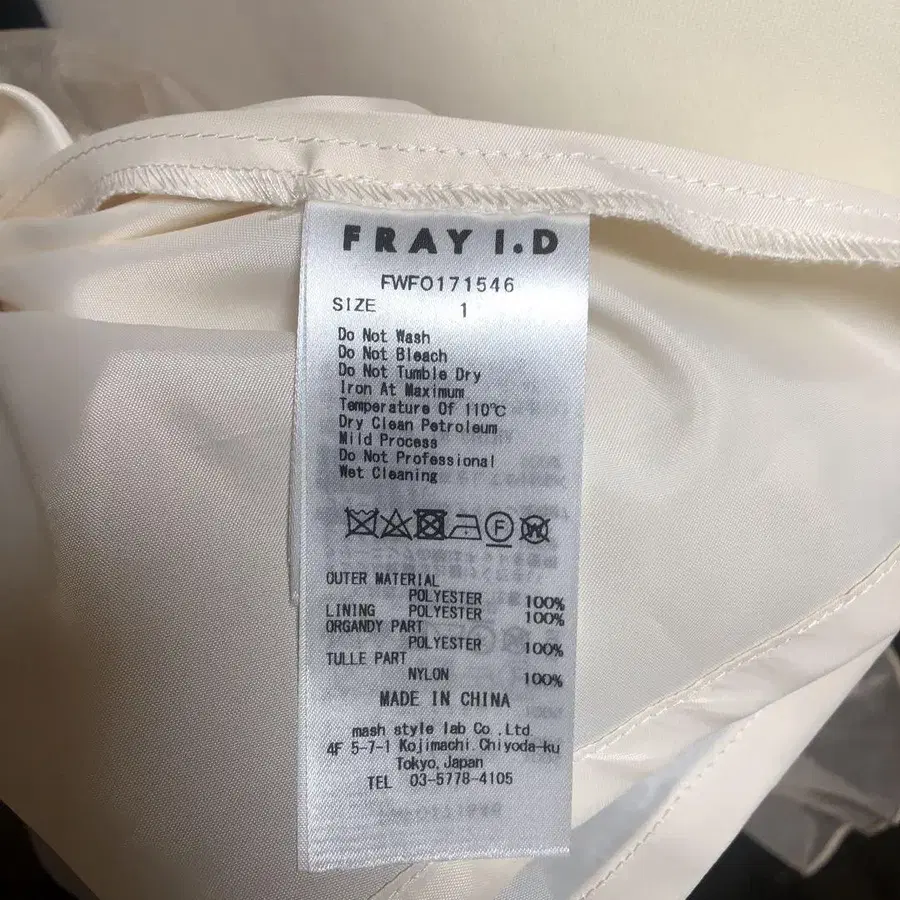 FRAY I.D
FWFO171546
SIZE 1
Do Not Wash
Do Not Bleach
Do Not Tumble Dry
Iron At Maximum
Temperature Of 110℃
Dry Clean Petroleum
Mild Process
Do Not Professional
Wet Cleaning
F W
OUTER MATERIAL
POLYESTER 100%
LINING POLYESTER 100%
ORGANDY PART
POLYESTER 100%
TULLE PART
NYLON 100%
MADE IN CHINA
mash style lab Co.,Ltd.
4F 5-7-1 Kojimachi.Chiyoda-ku
Tokyo,Japan
TEL 03-5778-4105